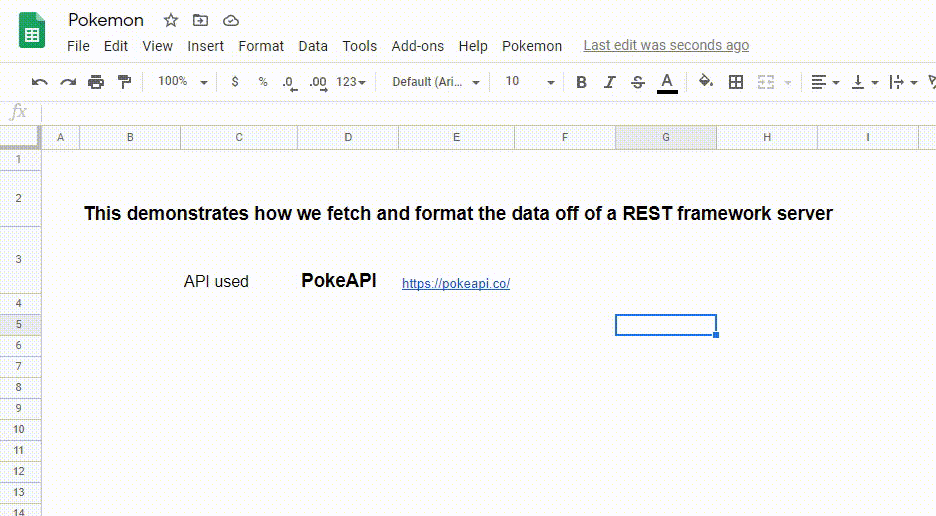 Pokemon
File Edit View Insert Format Data Tools Add-ons Help Pokemon Last edit was seconds ago
100% $ % .0 .00 123 Default (Ari... 10 B I S A
fx
A B C D E F G H I
1
2 This demonstrates how we fetch and format the data off of a REST framework server
3 API used PokeAPI https://pokeapi.co/
4
5
6
7
8
9
10
11
12
13
14